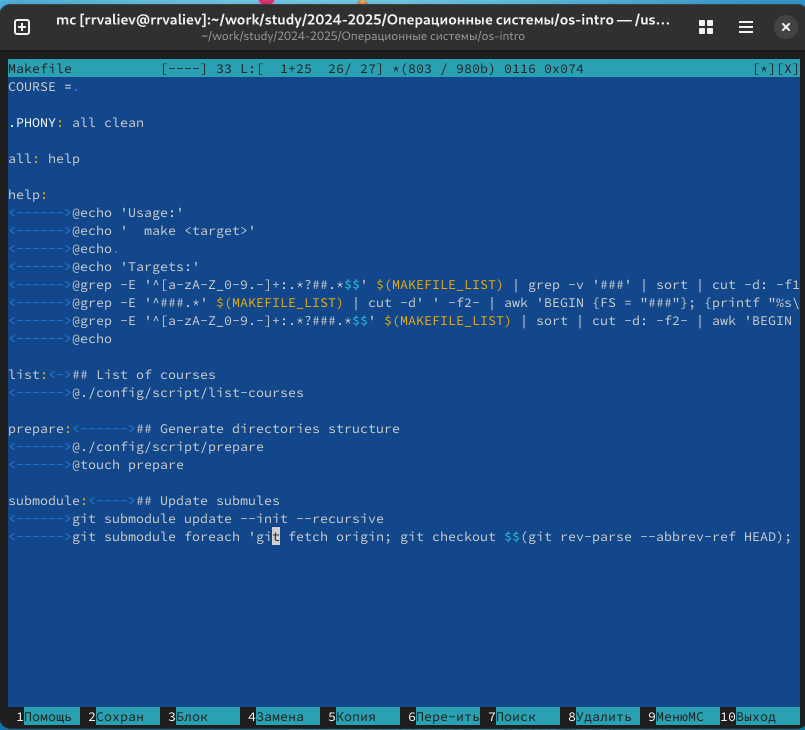 mc [rrvaliev@rrvaliev]:~/work/study/2024-2025/Операционные системы/os-intro — /us…
~/work/study/2024-2025/Операционные системы/os-intro
Makefile [----] 33 L:[ 1+25 26/ 27] *(803 / 980b) 0116 0x074 [*][X]
COURSE =.
.PHONY: all clean
all: help
help:
<------>@echo 'Usage:'
<------>@echo '  make <target>'
<------>@echo.
<------>@echo 'Targets:'
<------>@grep -E '^[a-zA-Z_0-9.-]+:.*?##.*$$' $(MAKEFILE_LIST) | grep -v '###' | sort | cut -d: -f1
<------>@grep -E '^###.*' $(MAKEFILE_LIST) | cut -d' ' -f2- | awk 'BEGIN {FS = "###"}; {printf "%s\
<------>@grep -E '^[a-zA-Z_0-9.-]+:.*?###.*$$' $(MAKEFILE_LIST) | sort | cut -d: -f2- | awk 'BEGIN
<------>@echo
list:<->## List of courses
<------>@./config/script/list-courses
prepare:<------>## Generate directories structure
<------>@./config/script/prepare
<------>@touch prepare
submodule:<---->## Update submules
<------>git submodule update --init --recursive
<------>git submodule foreach 'git fetch origin; git checkout $$(git rev-parse --abbrev-ref HEAD);
1Помощь 2Сохран 3Блок 4Замена 5Копия 6Пере~ить 7Поиск 8Удалить 9МенюМС 10Выход